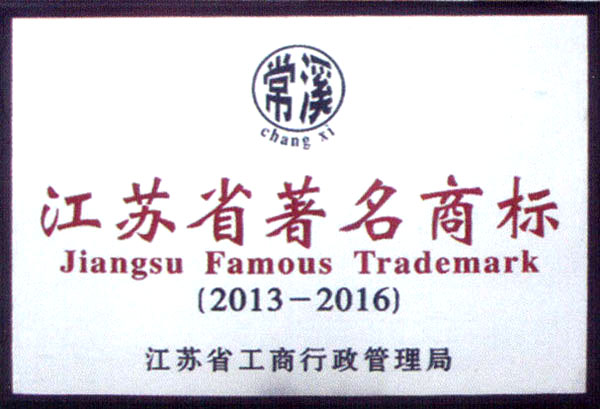 常溪
chang xi
江苏省著名商标
Jiangsu Famous Trademark
(2013-2016)
江苏省工商行政管理局